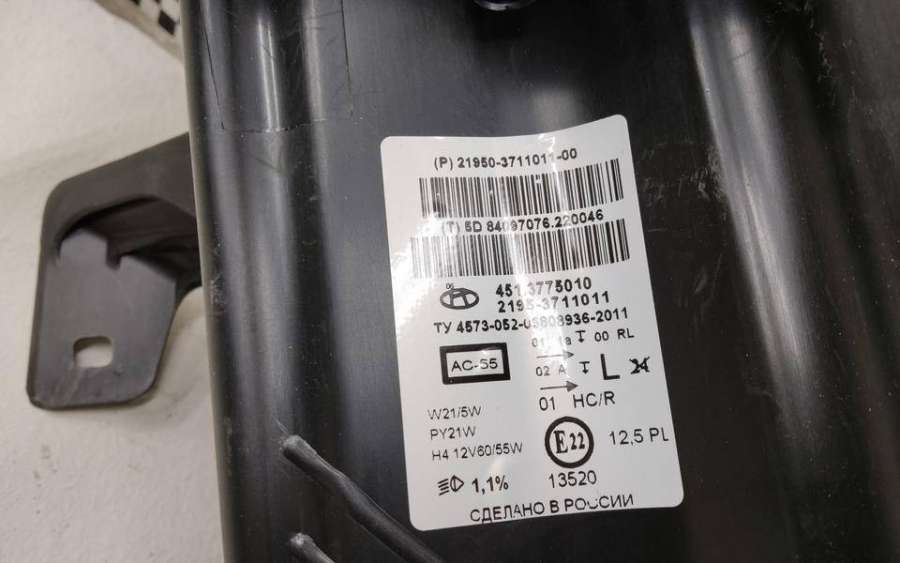 (P) 21950-3711011-00
(T) 5D 84097076.220046
06
451.3775010
2195-3711011
ТУ 4573-052-05808936-2011
00 RL
AC-S5
02 A
L
01 HC/R
W21/5W
PY21W
H4 12V60/55W
E22
12,5 PL
1,1%
13520
СДЕЛАНО В РОССИИ